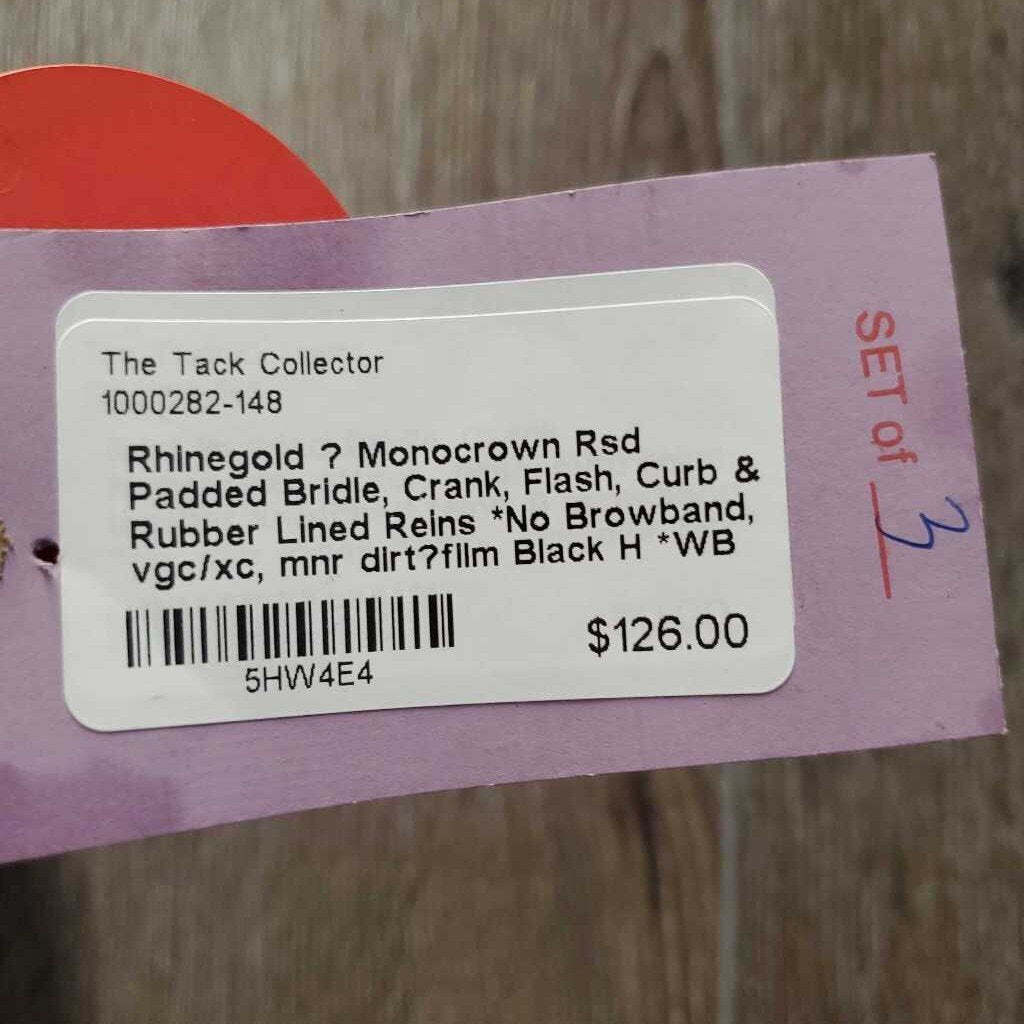 The Tack Collector
1000282-148
Rhinegold ? Monocrown Rsd
Padded Bridle, Crank, Flash, Curb &
Rubber Lined Reins *No Browband,
vgc/xc, mnr dirt?film Black H *WB
5HW4E4
$126.00
SET of 3